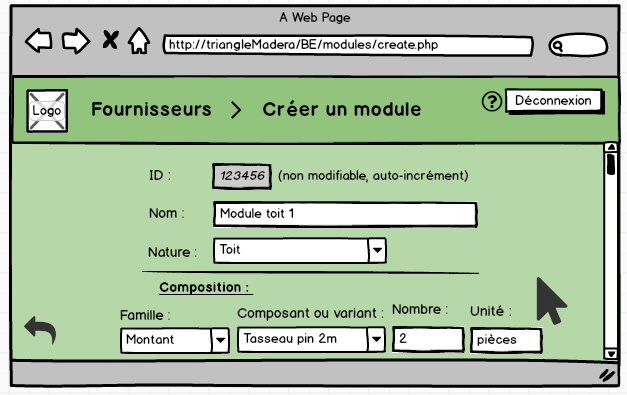 A Web Page
http://triangleMadera/BE/modules/create.php
Logo
Fournisseurs > Créer un module
? Déconnexion
ID : 123456 (non modifiable, auto-incrément)
Nom : Module toit 1
Nature : Toit
Composition :
Famille : Composant ou variant : Nombre : Unité :
Montant Tasseau pin 2m 2 pièces